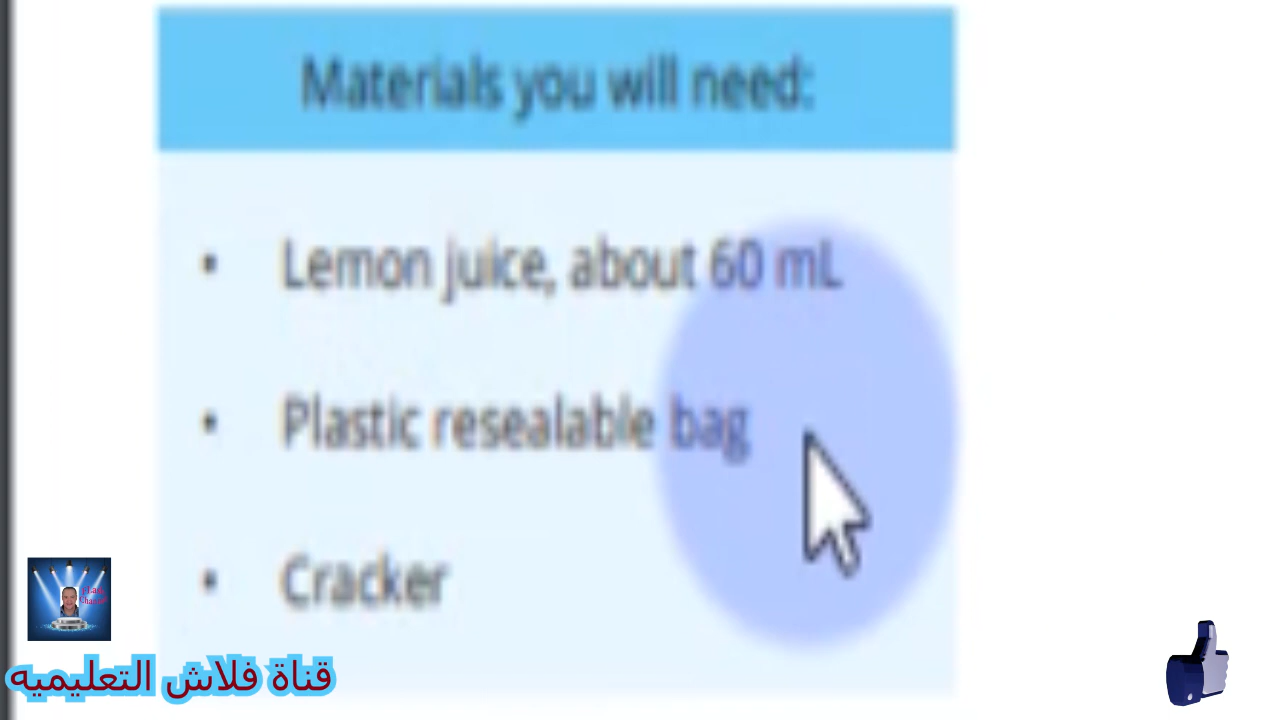 Materials you will need:
• Lemon juice, about 60 mL
• Plastic resealable bag
• Cracker
قناة فلاش التعليميه